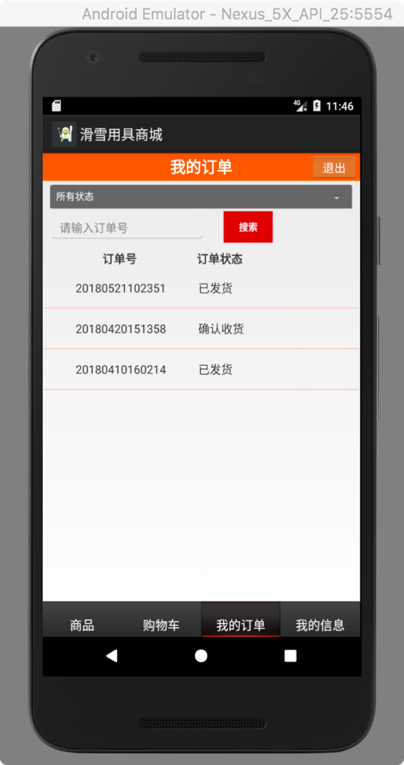 Android Emulator - Nexus_5X_API_25:5554
4G 11:46
滑雪用具商城
我的订单 退出
所有状态
请输入订单号 搜索
订单号 订单状态
20180521102351 已发货
20180420151358 确认收货
20180410160214 已发货
商品 购物车 我的订单 我的信息